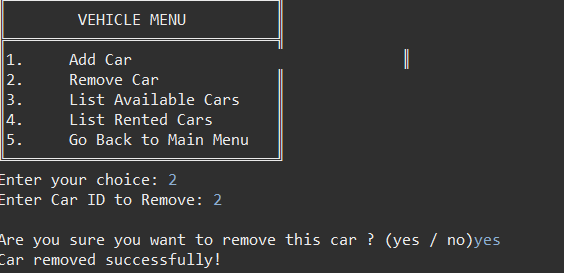 VEHICLE MENU
1. Add Car
2. Remove Car
3. List Available Cars
4. List Rented Cars
5. Go Back to Main Menu
Enter your choice: 2
Enter Car ID to Remove: 2
Are you sure you want to remove this car ? (yes / no)yes
Car removed successfully!